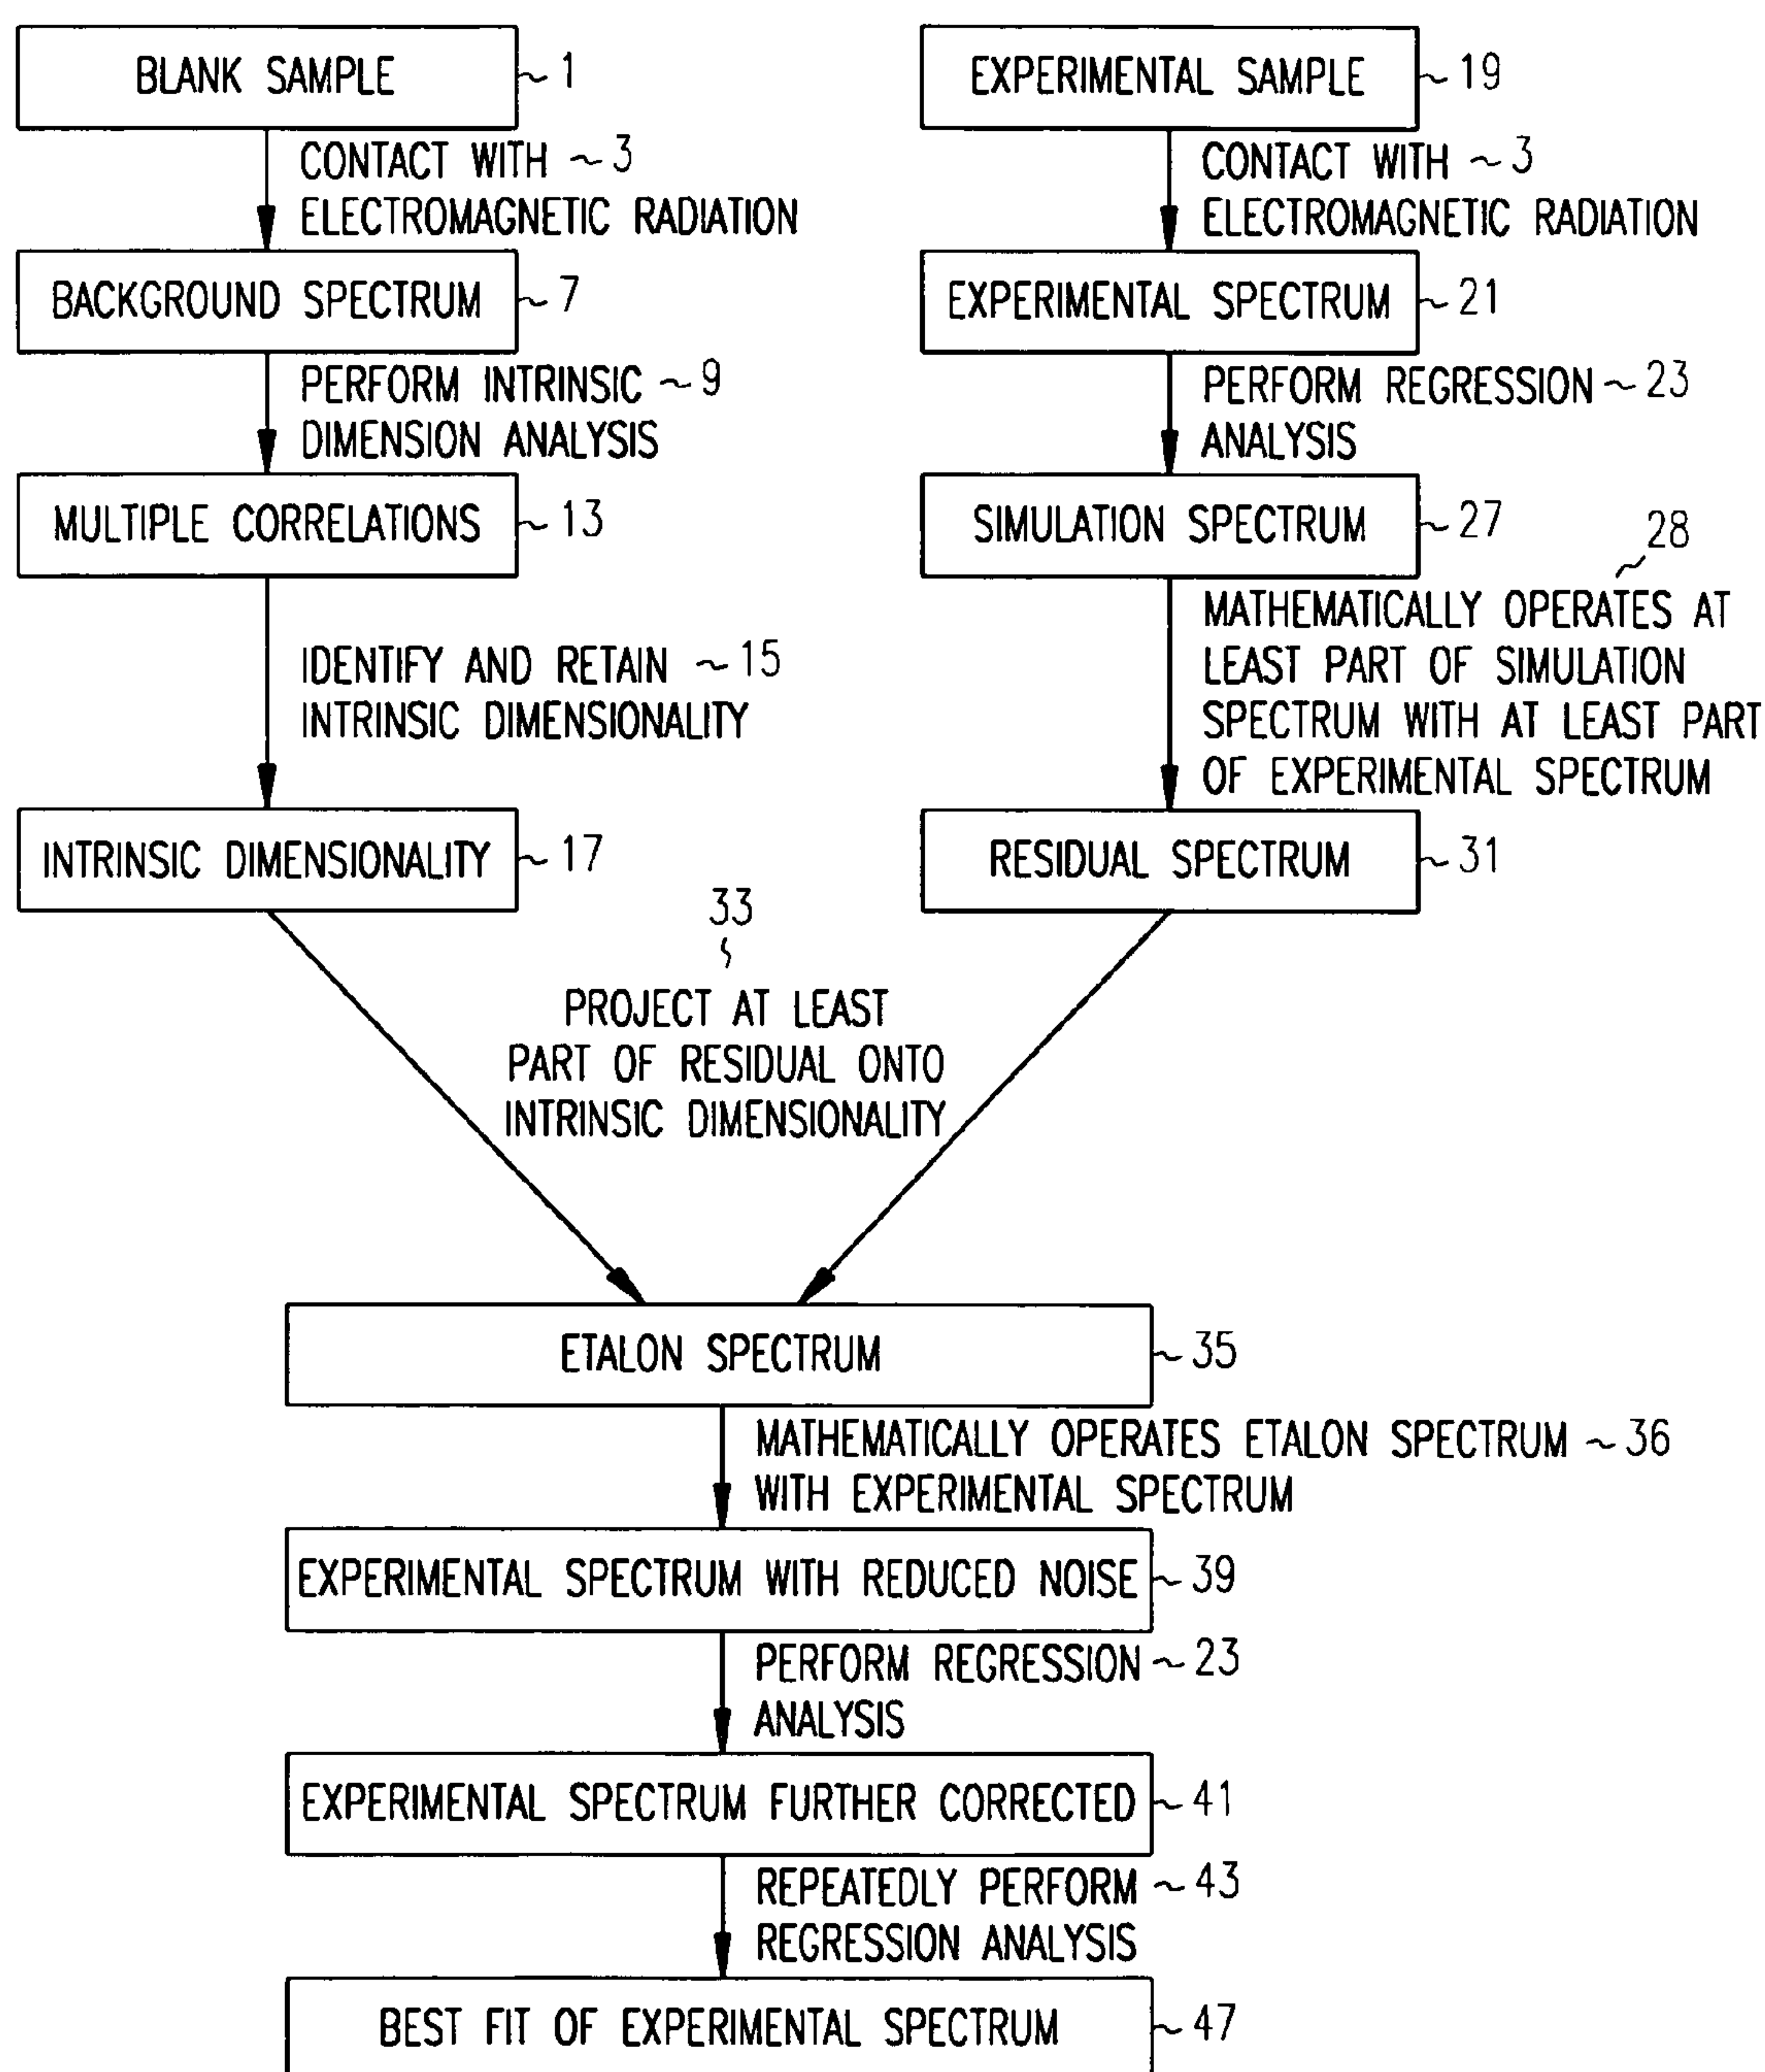 BLANK SAMPLE ~1
CONTACT WITH ~3
ELECTROMAGNETIC RADIATION
BACKGROUND SPECTRUM ~7
PERFORM INTRINSIC ~9
DIMENSION ANALYSIS
MULTIPLE CORRELATIONS ~13
IDENTIFY AND RETAIN ~15
INTRINSIC DIMENSIONALITY
INTRINSIC DIMENSIONALITY ~17
EXPERIMENTAL SAMPLE ~19
CONTACT WITH ~3
ELECTROMAGNETIC RADIATION
EXPERIMENTAL SPECTRUM ~21
PERFORM REGRESSION ~23
ANALYSIS
SIMULATION SPECTRUM ~27
28
MATHEMATICALLY OPERATES AT
LEAST PART OF SIMULATION
SPECTRUM WITH AT LEAST PART
OF EXPERIMENTAL SPECTRUM
RESIDUAL SPECTRUM ~31
33
PROJECT AT LEAST
PART OF RESIDUAL ONTO
INTRINSIC DIMENSIONALITY
ETALON SPECTRUM ~35
MATHEMATICALLY OPERATES ETALON SPECTRUM ~36
WITH EXPERIMENTAL SPECTRUM
EXPERIMENTAL SPECTRUM WITH REDUCED NOISE ~39
PERFORM REGRESSION ~23
ANALYSIS
EXPERIMENTAL SPECTRUM FURTHER CORRECTED ~41
REPEATEDLY PERFORM ~43
REGRESSION ANALYSIS
BEST FIT OF EXPERIMENTAL SPECTRUM ~47